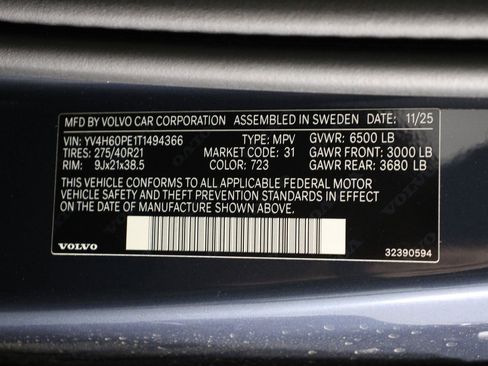 MFD BY VOLVO CAR CORPORATION ASSEMBLED IN SWEDEN DATE: 11/25
VIN: YV4H60PE1T1494366 TYPE: MPV GVWR: 6500 LB
TIRES: 275/40R21 MARKET: 31 GAWR FRONT: 3000 LB
RIM: 9Jx21x38.5 COLOR: 723 GAWR REAR: 3680 LB
THIS VEHICLE CONFORMS TO ALL APPLICABLE FEDERAL MOTOR
VEHICLE SAFETY AND THEFT PREVENTION STANDARDS IN EFFECT
ON THE DATE OF MANUFACTURE SHOWN ABOVE.
VOLVO 32390594